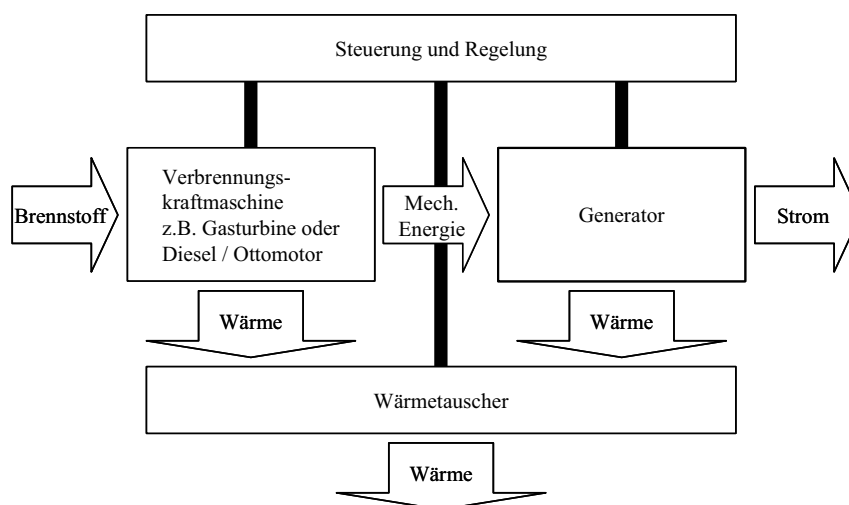 Steuerung und Regelung
Verbrennungs-
kraftmaschine
z.B. Gasturbine oder
Diesel / Ottomotor
Brennstoff
Mech.
Energie
Generator
Strom
Wärme
Wärme
Wärmetauscher
Wärme